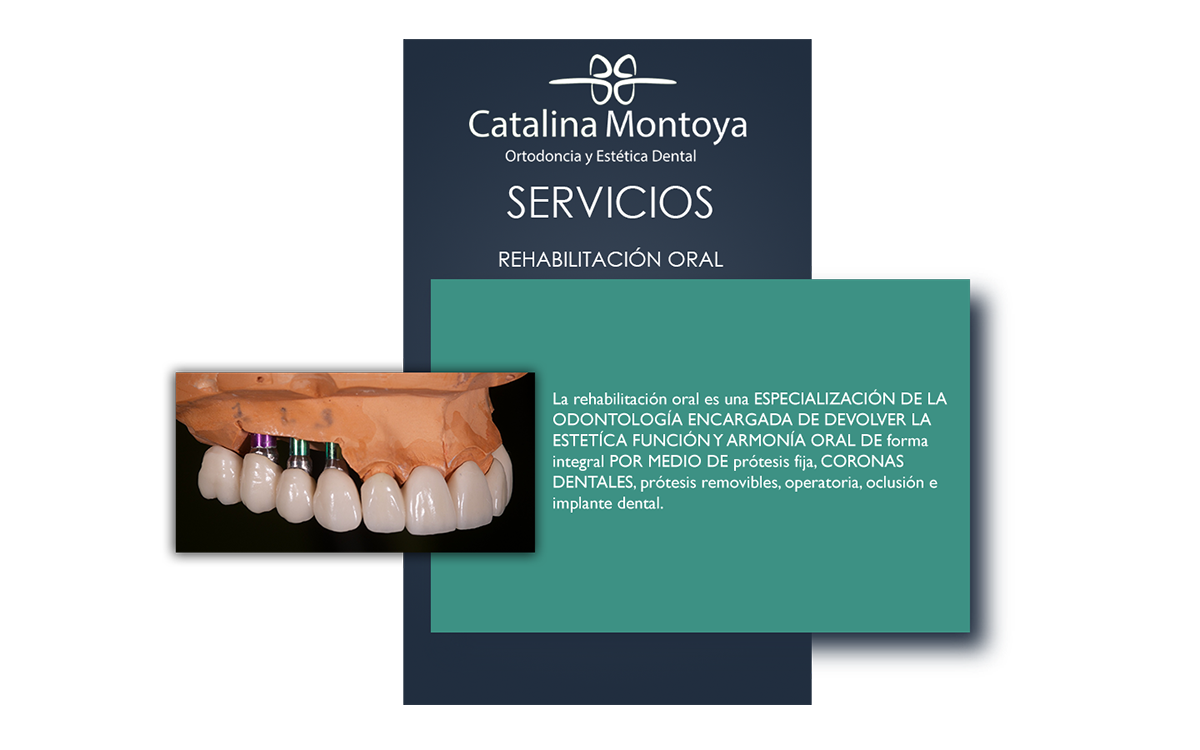 Catalina Montoya
Ortodoncia y Estética Dental
SERVICIOS
REHABILITACIÓN ORAL
La rehabilitación oral es una ESPECIALIZACIÓN DE LA
ODONTOLOGÍA ENCARGADA DE DEVOLVER LA
ESTETÍCA FUNCIÓN Y ARMONÍA ORAL DE forma
integral POR MEDIO DE prótesis fija, CORONAS
DENTALES, prótesis removibles, operatoria, oclusión e
implante dental.